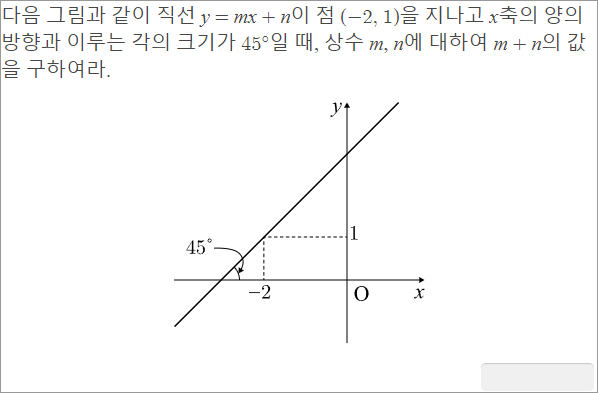 다음 그림과 같이 직선 y = mx + n이 점 (−2, 1)을 지나고 x축의 양의
방향과 이루는 각의 크기가 45°일 때, 상수 m, n에 대하여 m + n의 값
을 구하여라.
y
1
45°
−2
O
x